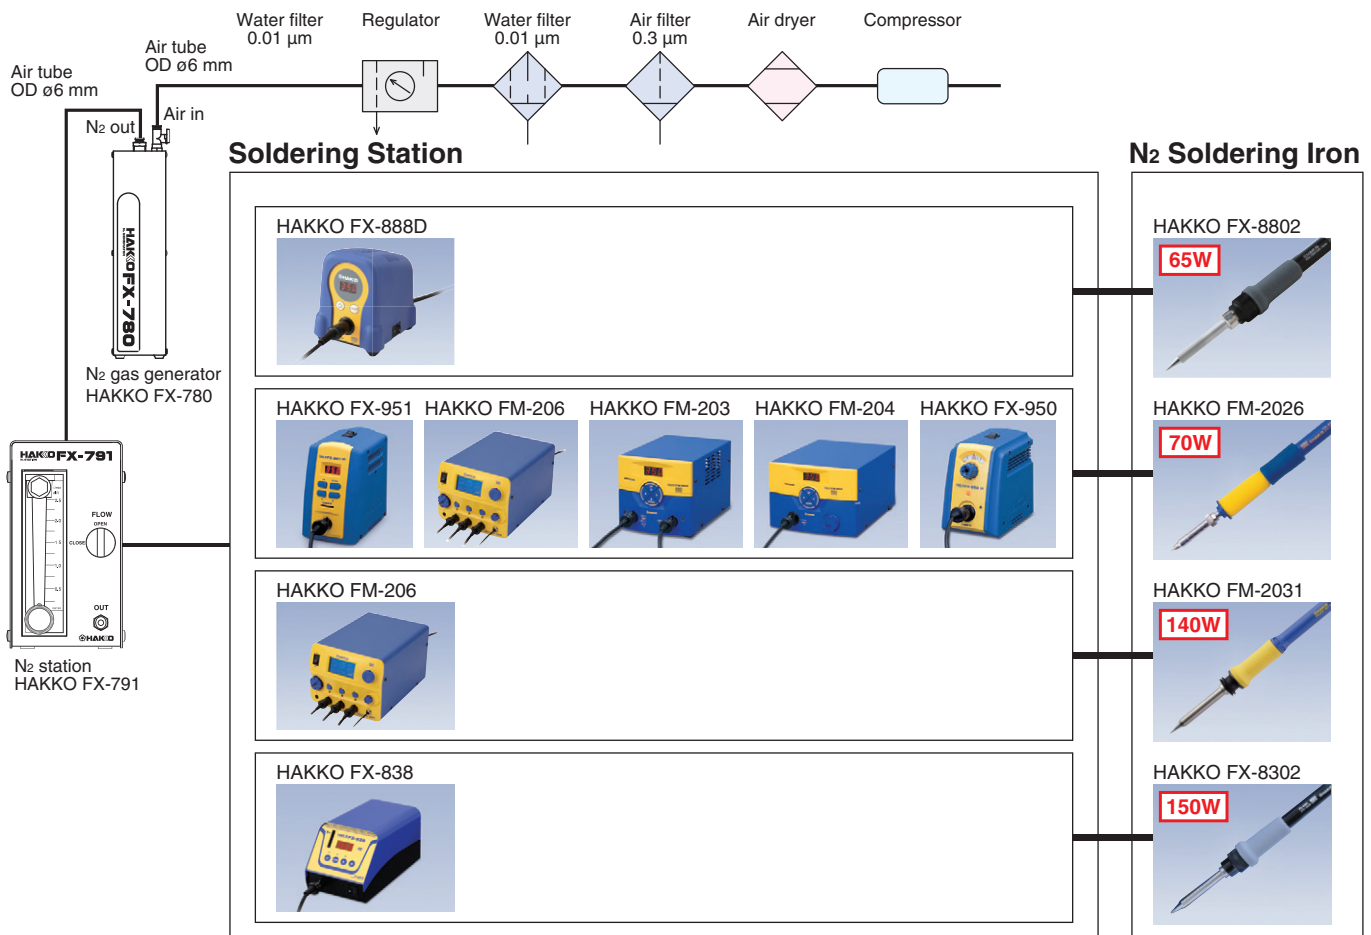 Water filter
0.01 µm
Regulator
Water filter
0.01 µm
Air filter
0.3 µm
Air dryer
Compressor
Air tube
OD ø6 mm
Air tube
OD ø6 mm
N2 out
Air in
HAKKO FX-780
N2 gas generator
HAKKO FX-780
Soldering Station
N2 Soldering Iron
HAKKO FX-888D
HAKKO FX-8802
65W
HAKKO FX-951
HAKKO FM-206
HAKKO FM-203
HAKKO FM-204
HAKKO FX-950
HAKKO FM-2026
70W
HAKKO FX-791
FLOW
OPEN
CLOSE
OUT
HAKKO
N2 station
HAKKO FX-791
HAKKO FM-206
HAKKO FM-2031
140W
HAKKO FX-838
HAKKO FX-8302
150W